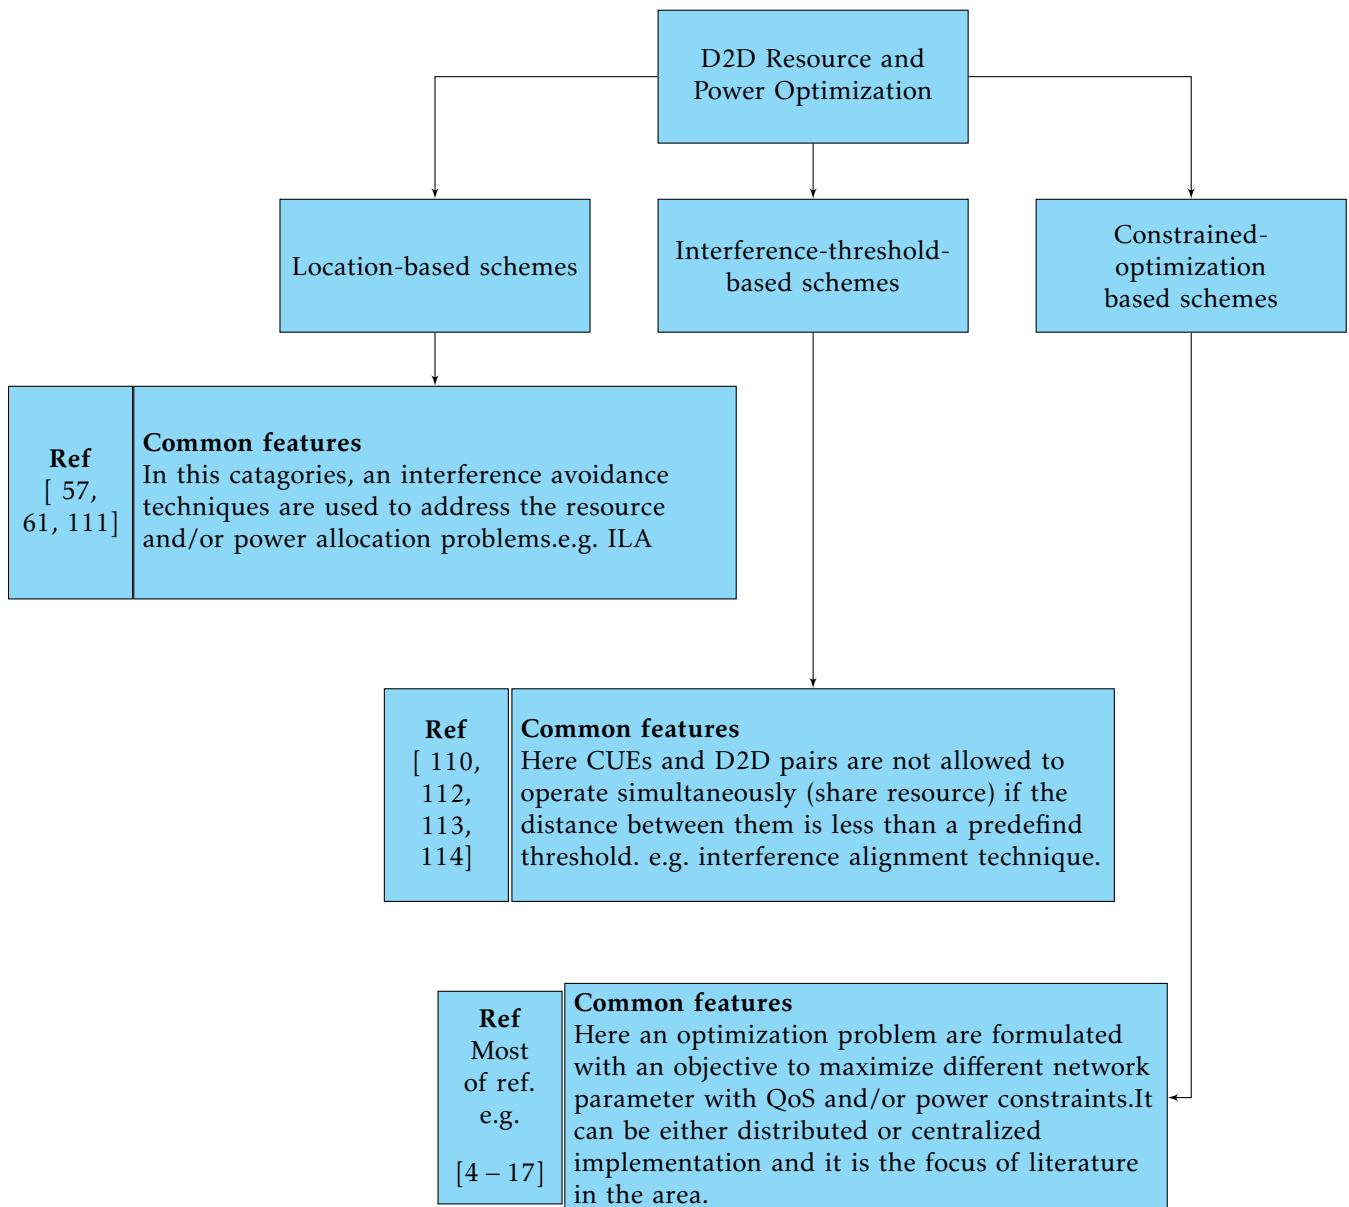 D2D Resource and
Power Optimization
Location-based schemes
Interference-threshold-
based schemes
Constrained-
optimization
based schemes
Ref
[ 57,
61, 111]
Common features
In this catagories, an interference avoidance
techniques are used to address the resource
and/or power allocation problems.e.g. ILA
Ref
[ 110,
112,
113,
114]
Common features
Here CUEs and D2D pairs are not allowed to
operate simultaneously (share resource) if the
distance between them is less than a predefind
threshold. e.g. interference alignment technique.
Ref
Most
of ref.
e.g.
[4 – 17]
Common features
Here an optimization problem are formulated
with an objective to maximize different network
parameter with QoS and/or power constraints.It
can be either distributed or centralized
implementation and it is the focus of literature
in the area.